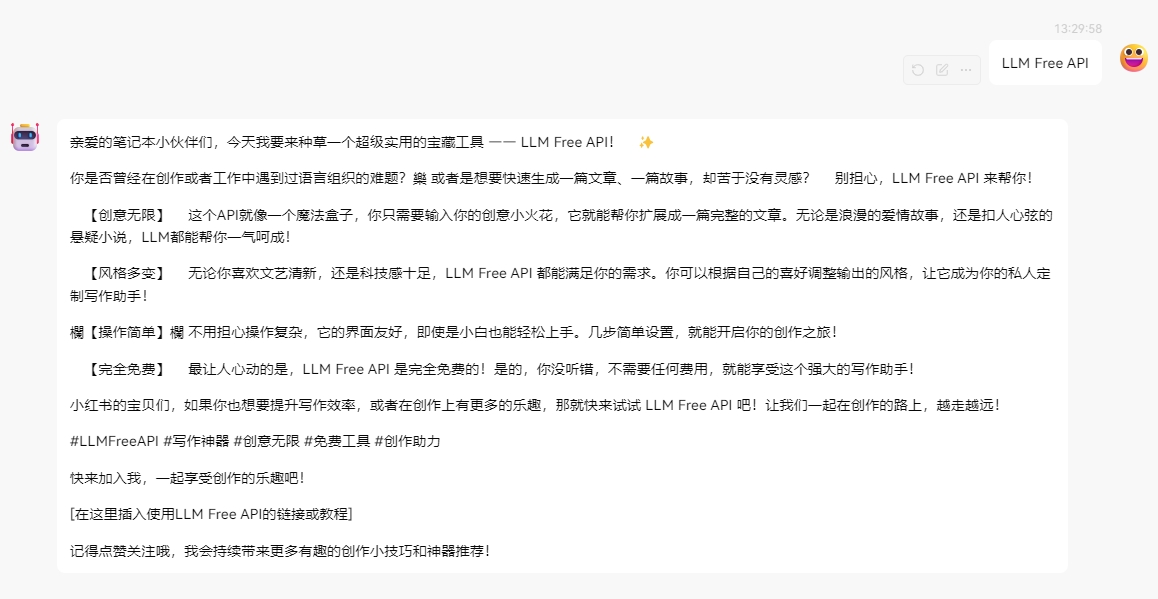 13:29:58
LLM Free API
亲爱的笔记本小伙伴们，今天我要来种草一个超级实用的宝藏工具 —— LLM Free API！ ✨
你是否曾经在创作或者工作中遇到过语言组织的难题？樂 或者是想要快速生成一篇文章、一篇故事，却苦于没有灵感？ 别担心，LLM Free API 来帮你！
【创意无限】 这个API就像一个魔法盒子，你只需要输入你的创意小火花，它就能帮你扩展成一篇完整的文章。无论是浪漫的爱情故事，还是扣人心弦的
悬疑小说，LLM都能帮你一气呵成！
【风格多变】 无论你喜欢文艺清新，还是科技感十足，LLM Free API 都能满足你的需求。你可以根据自己的喜好调整输出的风格，让它成为你的私人定
制写作助手！
欄【操作简单】欄 不用担心操作复杂，它的界面友好，即使是小白也能轻松上手。几步简单设置，就能开启你的创作之旅！
【完全免费】 最让人心动的是，LLM Free API 是完全免费的！是的，你没听错，不需要任何费用，就能享受这个强大的写作助手！
小红书的宝贝们，如果你也想要提升写作效率，或者在创作上有更多的乐趣，那就快来试试 LLM Free API 吧！让我们一起在创作的路上，越走越远！
#LLMFreeAPI #写作神器 #创意无限 #免费工具 #创作助力
快来加入我，一起享受创作的乐趣吧！
[在这里插入使用LLM Free API的链接或教程]
记得点赞关注哦，我会持续带来更多有趣的创作小技巧和神器推荐！